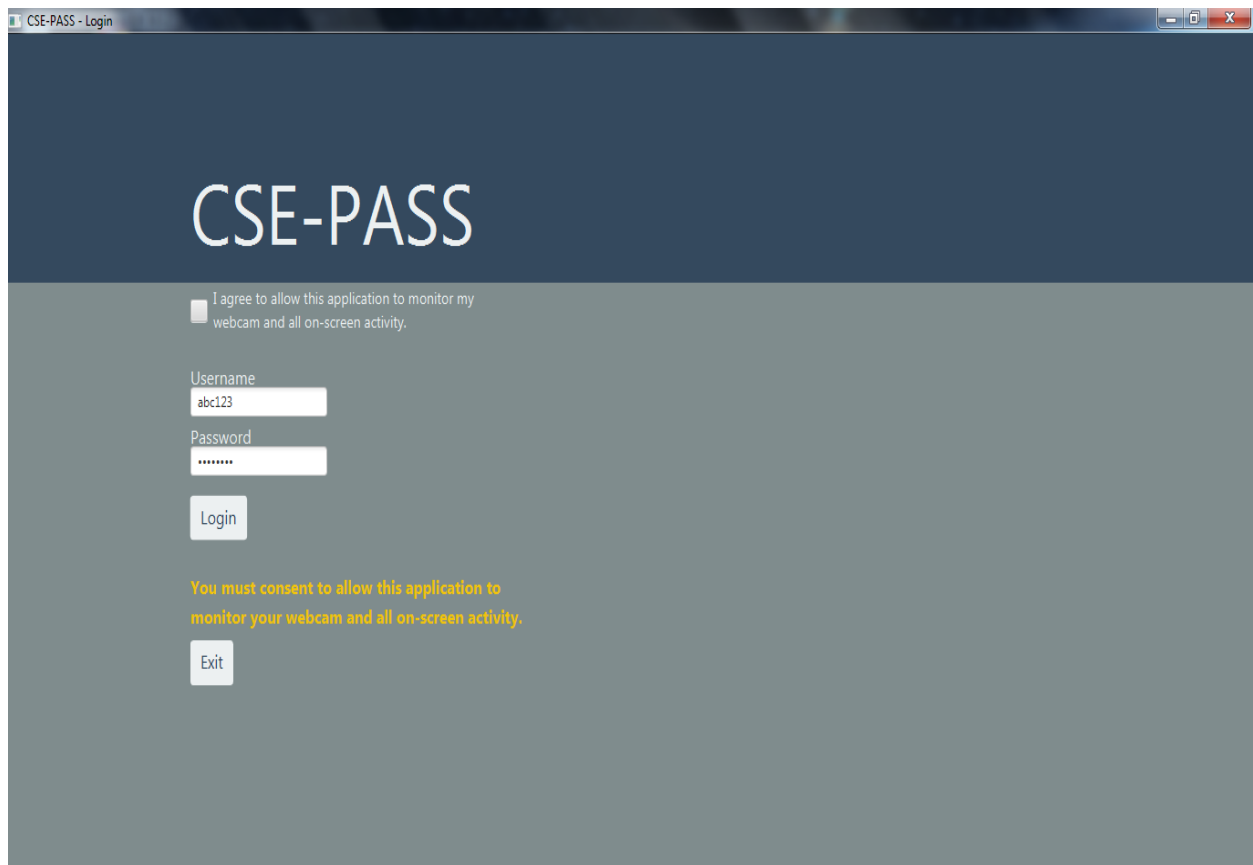 CSE-PASS - Login
CSE-PASS
I agree to allow this application to monitor my
webcam and all on-screen activity.
Username
abc123
Password
••••••••
Login
You must consent to allow this application to
monitor your webcam and all on-screen activity.
Exit